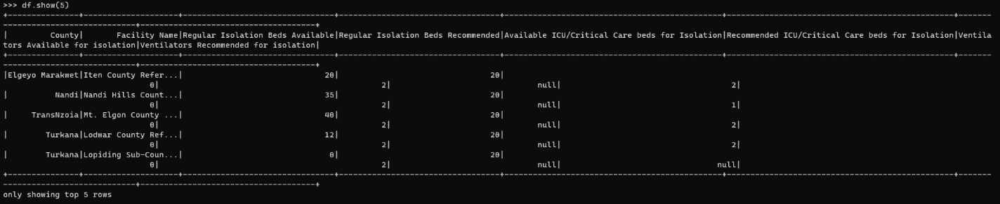 >>> df.show(5)
+----------------+--------------------+-------------------------------+---------------------------------+---------------------------------------------+-----------------------------------------------+-------
----------------------------+-------------------------------------+
|          County|       Facility Name|Regular Isolation Beds Available|Regular Isolation Beds Recommended|Available ICU/Critical Care beds for Isolation|Recommended ICU/Critical Care beds for Isolation|Ventila
tors Available for isolation|Ventilators Recommended for isolation|
+----------------+--------------------+-------------------------------+---------------------------------+---------------------------------------------+-----------------------------------------------+-------
----------------------------+-------------------------------------+
|Elgeyo Marakwet|Iten County Refer...|                              20|                                20|
                               0|                                               2|                               null|                                    2|
|          Nandi|Nandi Hills Count...|                              35|                                20|
                               0|                                               2|                               null|                                    1|
|     TransNzoia|Mt. Elgon County ...|                              40|                                20|
                               0|                                               2|                               null|                                    2|
|        Turkana|Lodwar County Ref...|                              12|                                20|
                               0|                                               2|                               null|                                    2|
|        Turkana|Lopiding Sub-Coun...|                               0|                                20|
                               0|                                               2|                               null|                                 null|
+----------------+--------------------+-------------------------------+---------------------------------+---------------------------------------------+-----------------------------------------------+-------
----------------------------+-------------------------------------+
only showing top 5 rows